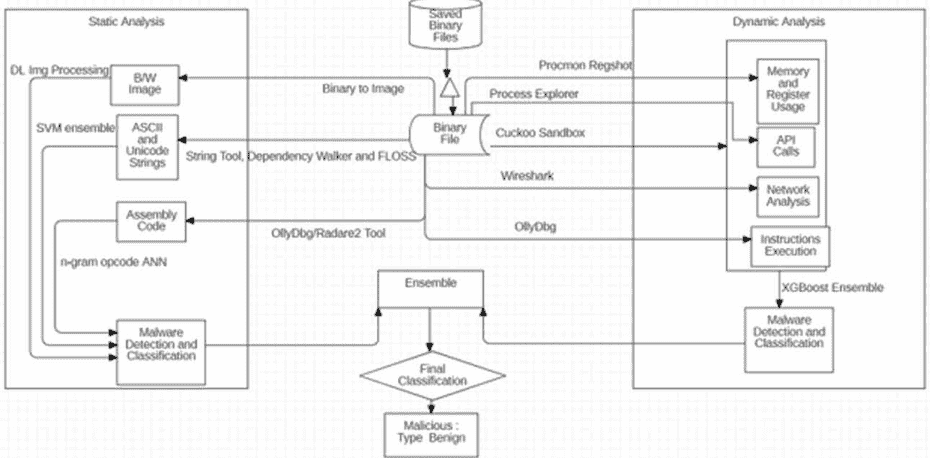 Static Analysis
Saved
Binary
Files
Dynamic Analysis
DL Img Processing
B/W
Image
Binary to Image
Procmon Regshot
Memory
and
Register
Usage
Process Explorer
SVM ensemble
ASCII
and
Unicode
Strings
Binary
File
Cuckoo Sandbox
API
Calls
String Tool, Dependency Walker and FLOSS
Wireshark
Network
Analysis
Assembly
Code
OllyDbg/Radare2 Tool
OllyDbg
Instructions
Execution
n-gram opcode ANN
Ensemble
XGBoost Ensemble
Malware
Detection and
Classification
Malware
Detection and
Classification
Final
Classification
Malicious :
Type Benign